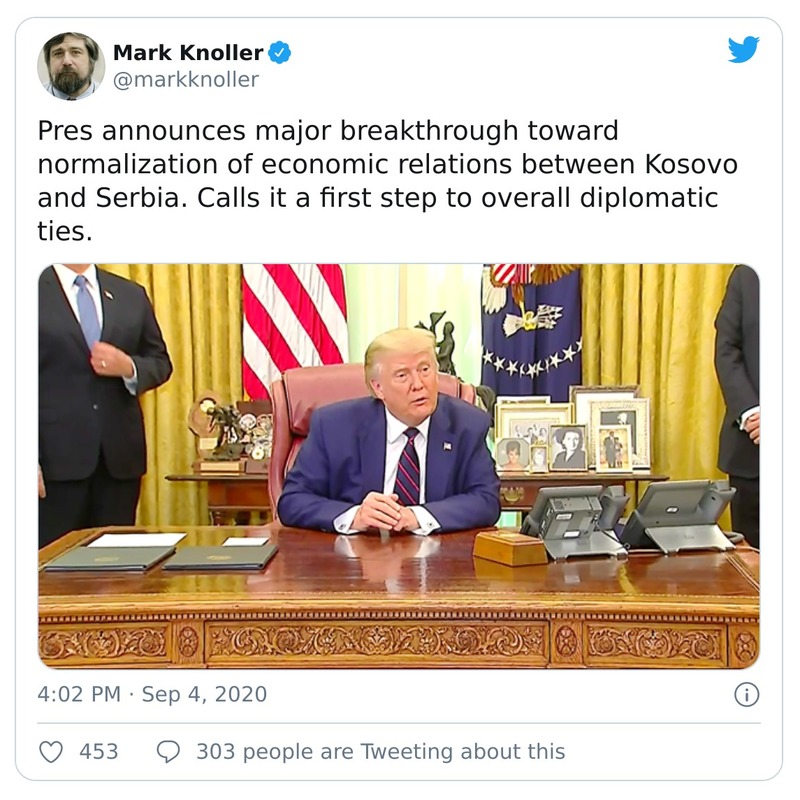 Mark Knoller
@markknoller
Pres announces major breakthrough toward
normalization of economic relations between Kosovo
and Serbia. Calls it a first step to overall diplomatic
ties.
4:02 PM · Sep 4, 2020
453
303 people are Tweeting about this